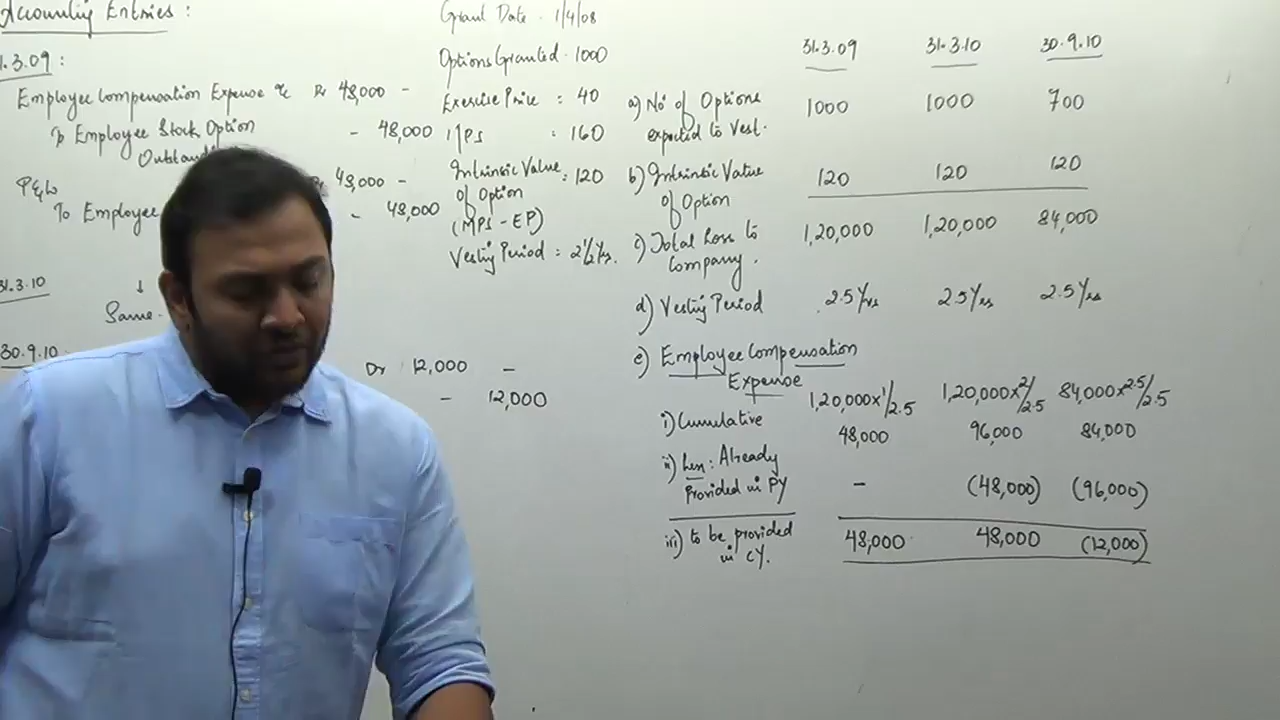 Accounting Entries :
1.3.09 :
Employee Compensation Expense a/c Dr 48,000 -
To Employee Stock Option - 48,000
Outstandi
P&L Dr 48,000 -
To Employee - 48,000
31.3.10
↓
Same.
30.9.10
Dr 12,000 -
- 12,000
Grant Date - 1/4/08
Options Granted - 1000
Exercise Price : 40
MPS : 160
Intrinsic Value : 120
of Option
(MPS - EP)
Vesting Period : 2 1/2 Yrs.
31.3.09 31.3.10 30.9.10
a) No of Options 1000 1000 700
expected to Vest.
b) Intrinsic Value 120 120 120
of Option
c) Total Loss to 1,20,000 1,20,000 84,000
Company.
d) Vesting Period 2.5 Yrs 2.5 Yrs 2.5 Yrs
e) Employee Compensation
Expense
1,20,000x1/2.5 1,20,000x2/2.5 84,000x2.5/2.5
i) Cumulative 48,000 96,000 84,000
ii) Less: Already
Provided in PY - (48,000) (96,000)
iii) to be provided 48,000 48,000 (12,000)
in CY.